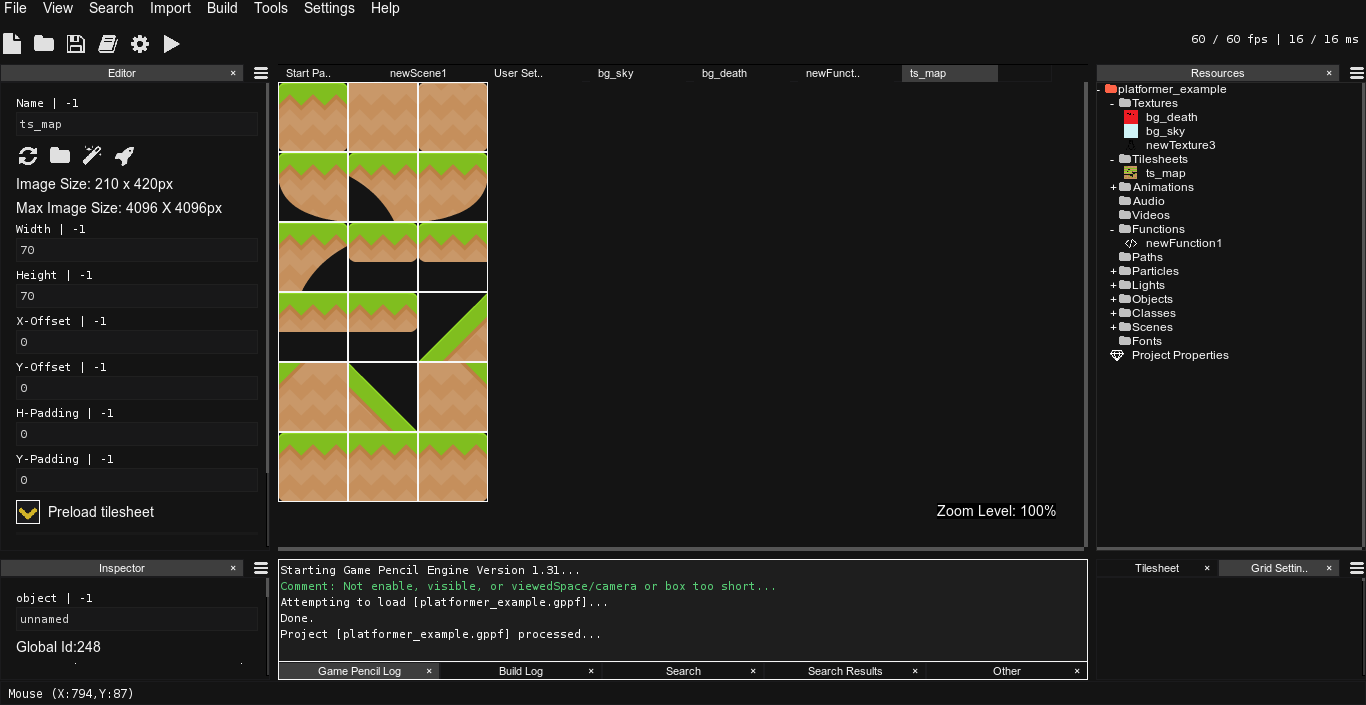 File View Search Import Build Tools Settings Help
60 / 60 fps | 16 / 16 ms
Editor ×
Name | -1
ts_map
Image Size: 210 x 420px
Max Image Size: 4096 X 4096px
Width | -1
70
Height | -1
70
X-Offset | -1
0
Y-Offset | -1
0
H-Padding | -1
0
Y-Padding | -1
0
Preload tilesheet
Inspector ×
object | -1
unnamed
Global Id:248
Start Pa.. newScene1 User Set.. bg_sky bg_death newFunct.. ts_map
Zoom Level: 100%
Starting Game Pencil Engine Version 1.31...
Comment: Not enable, visible, or viewedSpace/camera or box too short...
Attempting to load [platformer_example.gppf]...
Done.
Project [platformer_example.gppf] processed...
Game Pencil Log × Build Log × Search × Search Results × Other ×
Resources ×
- platformer_example
- Textures
bg_death
bg_sky
newTexture3
- Tilesheets
ts_map
+ Animations
Audio
Videos
- Functions
newFunction1
Paths
+ Particles
+ Lights
+ Objects
+ Classes
+ Scenes
Fonts
Project Properties
Tilesheet × Grid Settin.. ×
Mouse (X:794,Y:87)